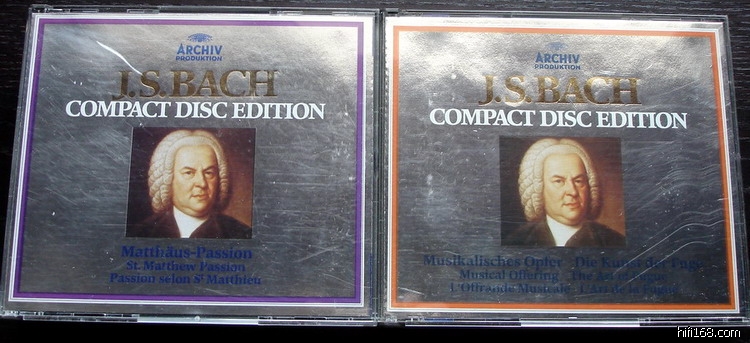 ARCHIV
PRODUKTION
J.S.BACH
COMPACT DISC EDITION
Matthäus-Passion
St. Matthew Passion
Passion selon St Matthieu
ARCHIV
PRODUKTION
J.S.BACH
COMPACT DISC EDITION
Musikalisches Opfer · Die Kunst der Fuge
Musical Offering · The Art of Fugue
L'Offrande Musicale · L'Art de la Fugue
hifi168.com